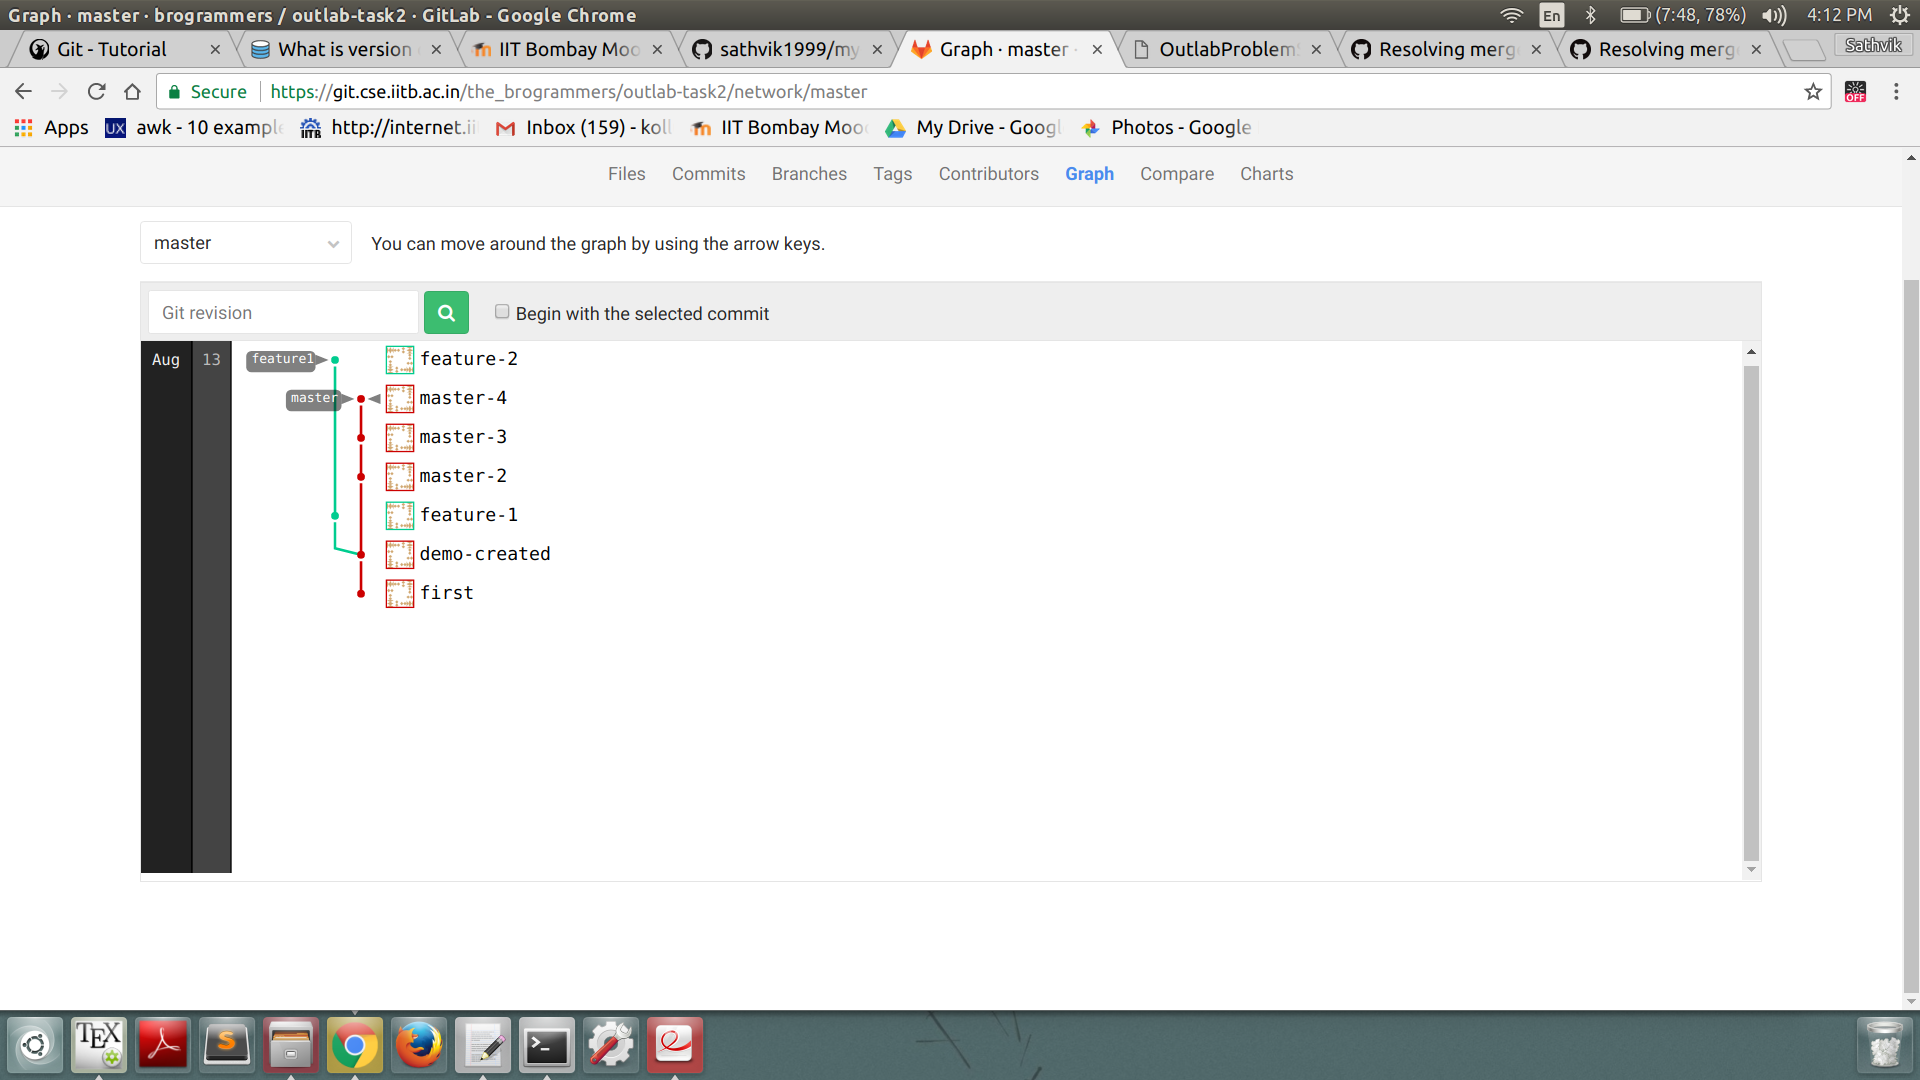 Graph · master · brogrammers / outlab-task2 · GitLab - Google Chrome
En (7:48, 78%) 4:12 PM
Git - Tutorial
What is version
IIT Bombay Moo
sathvik1999/my
Graph · master ·
OutlabProblem
Resolving merg
Resolving merg
Sathvik
Secure https://git.cse.iitb.ac.in/the_brogrammers/outlab-task2/network/master
OFF
Apps
UX awk - 10 example
IITB http://internet.ii
Inbox (159) - koll
IIT Bombay Moo
My Drive - Googl
Photos - Google
Files Commits Branches Tags Contributors Graph Compare Charts
master You can move around the graph by using the arrow keys.
Git revision Begin with the selected commit
Aug 13 feature1 feature-2
master master-4
master-3
master-2
feature-1
demo-created
first
TEX